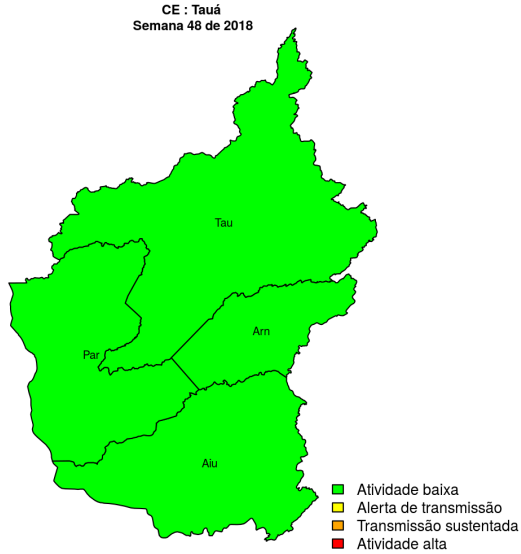 CE : Tauá
Semana 48 de 2018
Tau
Arn
Par
Aiu
Atividade baixa
Alerta de transmissão
Transmissão sustentada
Atividade alta